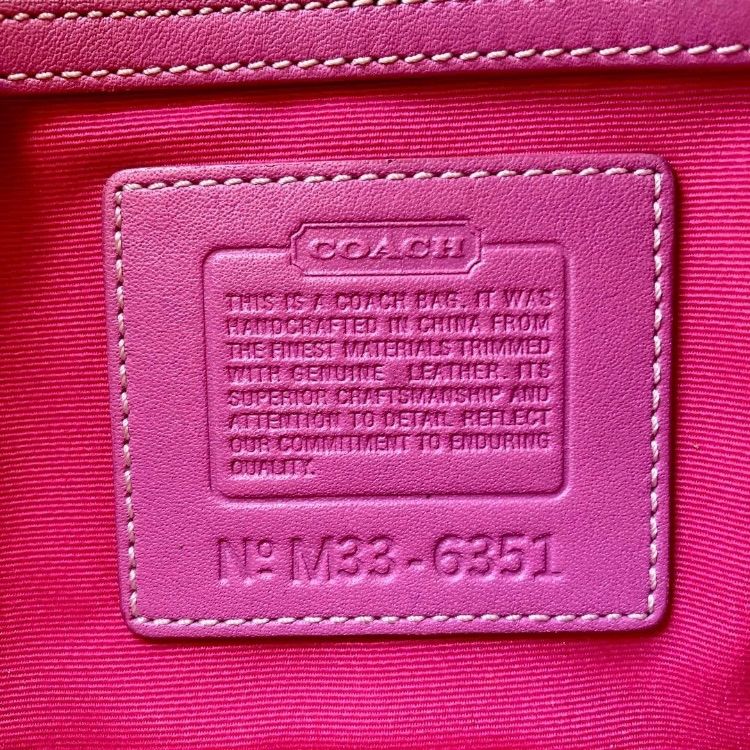 COACH
THIS IS A COACH BAG. IT WAS
HANDCRAFTED IN CHINA FROM
THE FINEST MATERIALS TRIMMED
WITH GENUINE LEATHER. ITS
SUPERIOR CRAFTSMANSHIP AND
ATTENTION TO DETAIL REFLECT
OUR COMMITMENT TO ENDURING
QUALITY.
Nº M33-6351